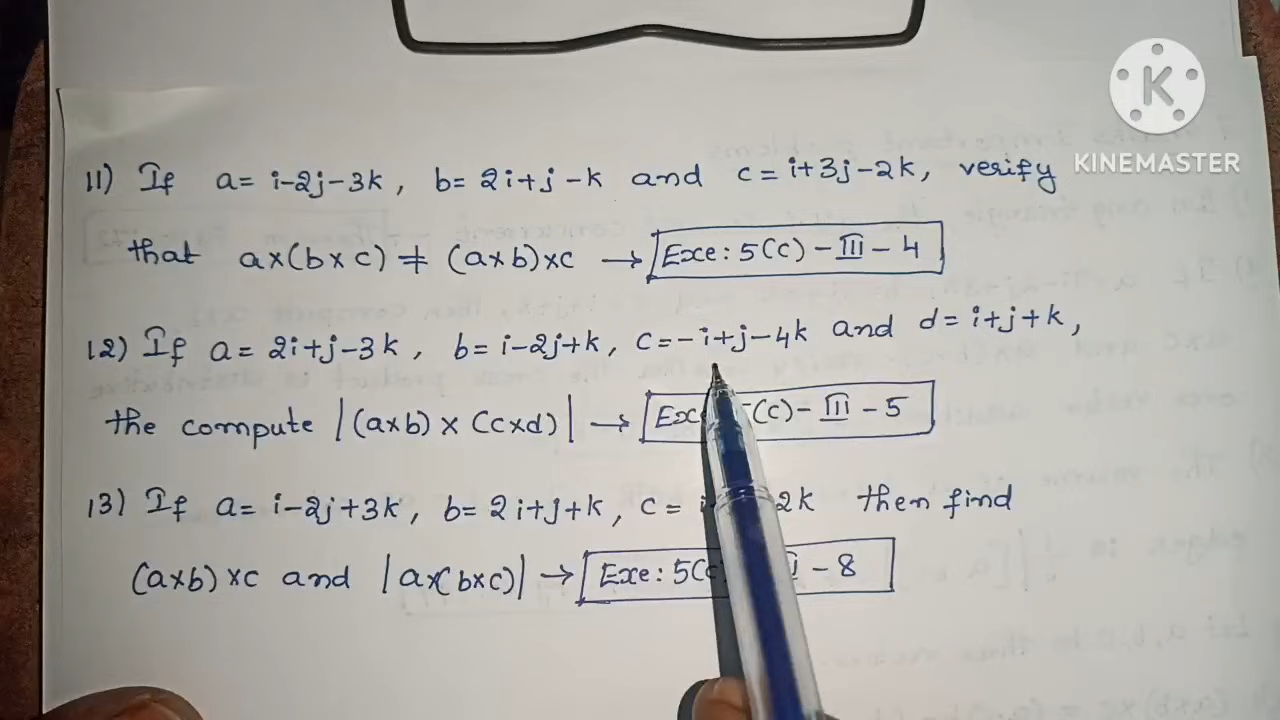 K
KINEMASTER
11) If a= i-2j-3k, b= 2i+j-k and c= i+3j-2k, verify
that a×(b×c) ≠ (a×b)×c → Exe: 5(c) - III - 4
12) If a= 2i+j-3k, b= i-2j+k, c=-i+j-4k and d= i+j+k,
the compute |(a×b) × (c×d)| → Exe 5(c) - III - 5
13) If a= i-2j+3k, b= 2i+j+k, c= i 2k then find
(a×b)×c and |a×(b×c)| → Exe: 5(c - 8